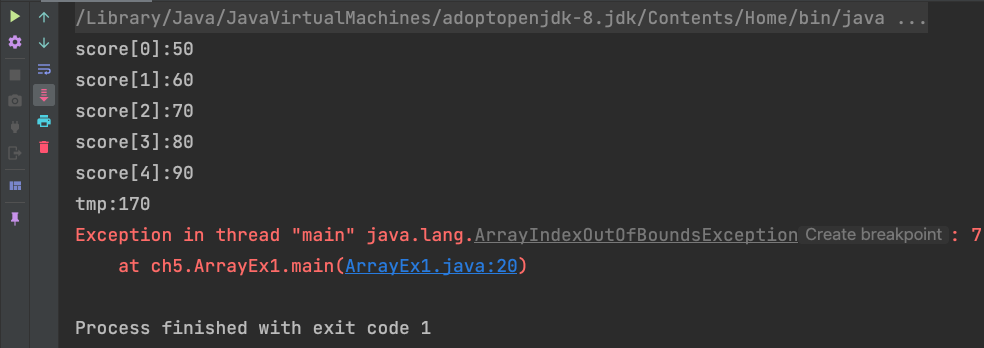 /Library/Java/JavaVirtualMachines/adoptopenjdk-8.jdk/Contents/Home/bin/java ...
score[0]:50
score[1]:60
score[2]:70
score[3]:80
score[4]:90
tmp:170
Exception in thread "main" java.lang.ArrayIndexOutOfBoundsException Create breakpoint : 7
    at ch5.ArrayEx1.main(ArrayEx1.java:20)

Process finished with exit code 1